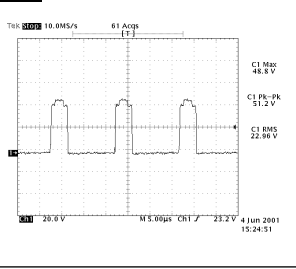 Tek Stop: 10.0MS/s 61 Acqs
[T]
C1 Max
48.8 V
C1 Pk-Pk
51.2 V
C1 RMS
22.96 V
1
Ch1 20.0 V M 5.00µs Ch1 23.2 V
4 Jun 2001
15:24:51